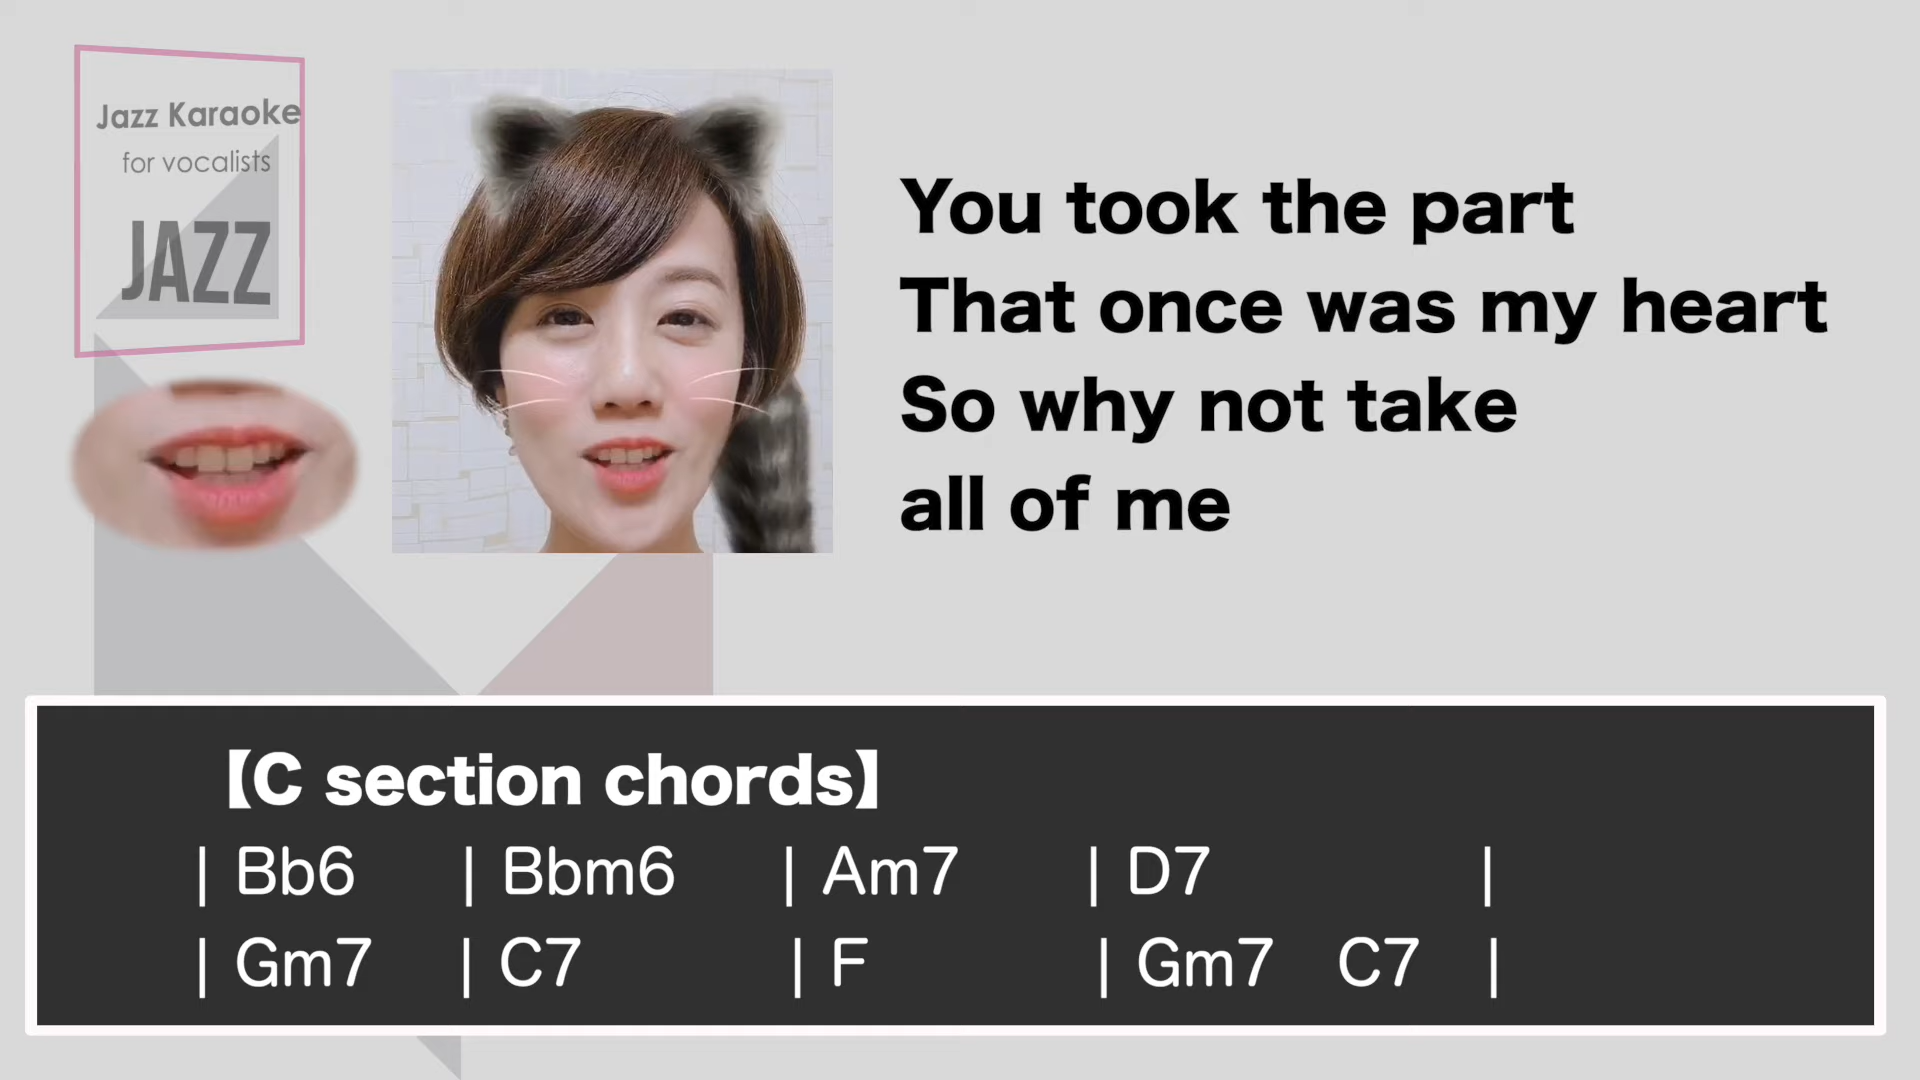 Jazz Karaoke
for vocalists
JAZZ
You took the part
That once was my heart
So why not take
all of me
【C section chords】
| Bb6 | Bbm6 | Am7 | D7 |
| Gm7 | C7 | F | Gm7 C7 |